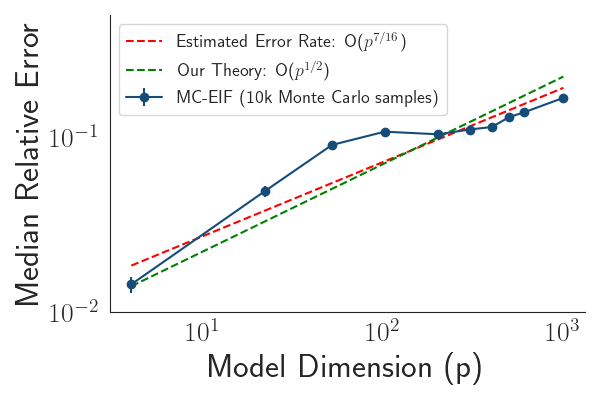 Estimated Error Rate: O(p^{7/16})
Our Theory: O(p^{1/2})
MC-EIF (10k Monte Carlo samples)
Median Relative Error
10^{-1}
10^{-2}
10^1
10^2
10^3
Model Dimension (p)